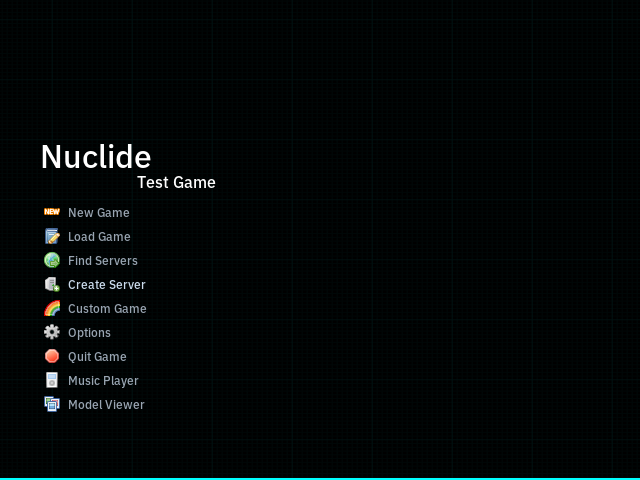 Nuclide
Test Game
NEW New Game
Load Game
Find Servers
Create Server
Custom Game
Options
Quit Game
Music Player
Model Viewer